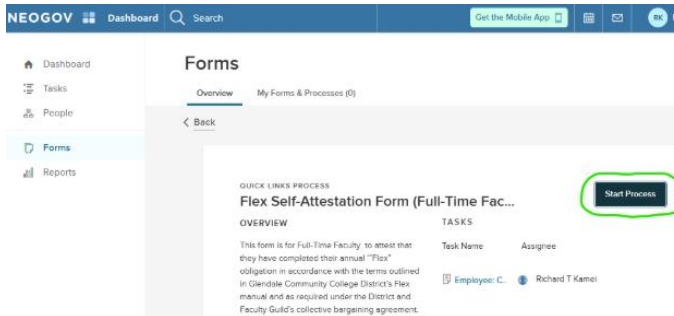 NEOGOV Dashboard Search Get the Mobile App RK
Dashboard
Tasks
People
Forms
Reports
Forms
Overview My Forms & Processes (0)
Back
QUICK LINKS PROCESS
Flex Self-Attestation Form (Full-Time Fac...
Start Process
OVERVIEW
This form is for Full-Time Faculty to attest that
they have completed their annual "Flex"
obligation in accordance with the terms outlined
in Glendale Community College District's Flex
manual and as required under the District and
Faculty Guild's collective bargaining agreement.
TASKS
Task Name Assignee
Employee: C.. Richard T Kamei